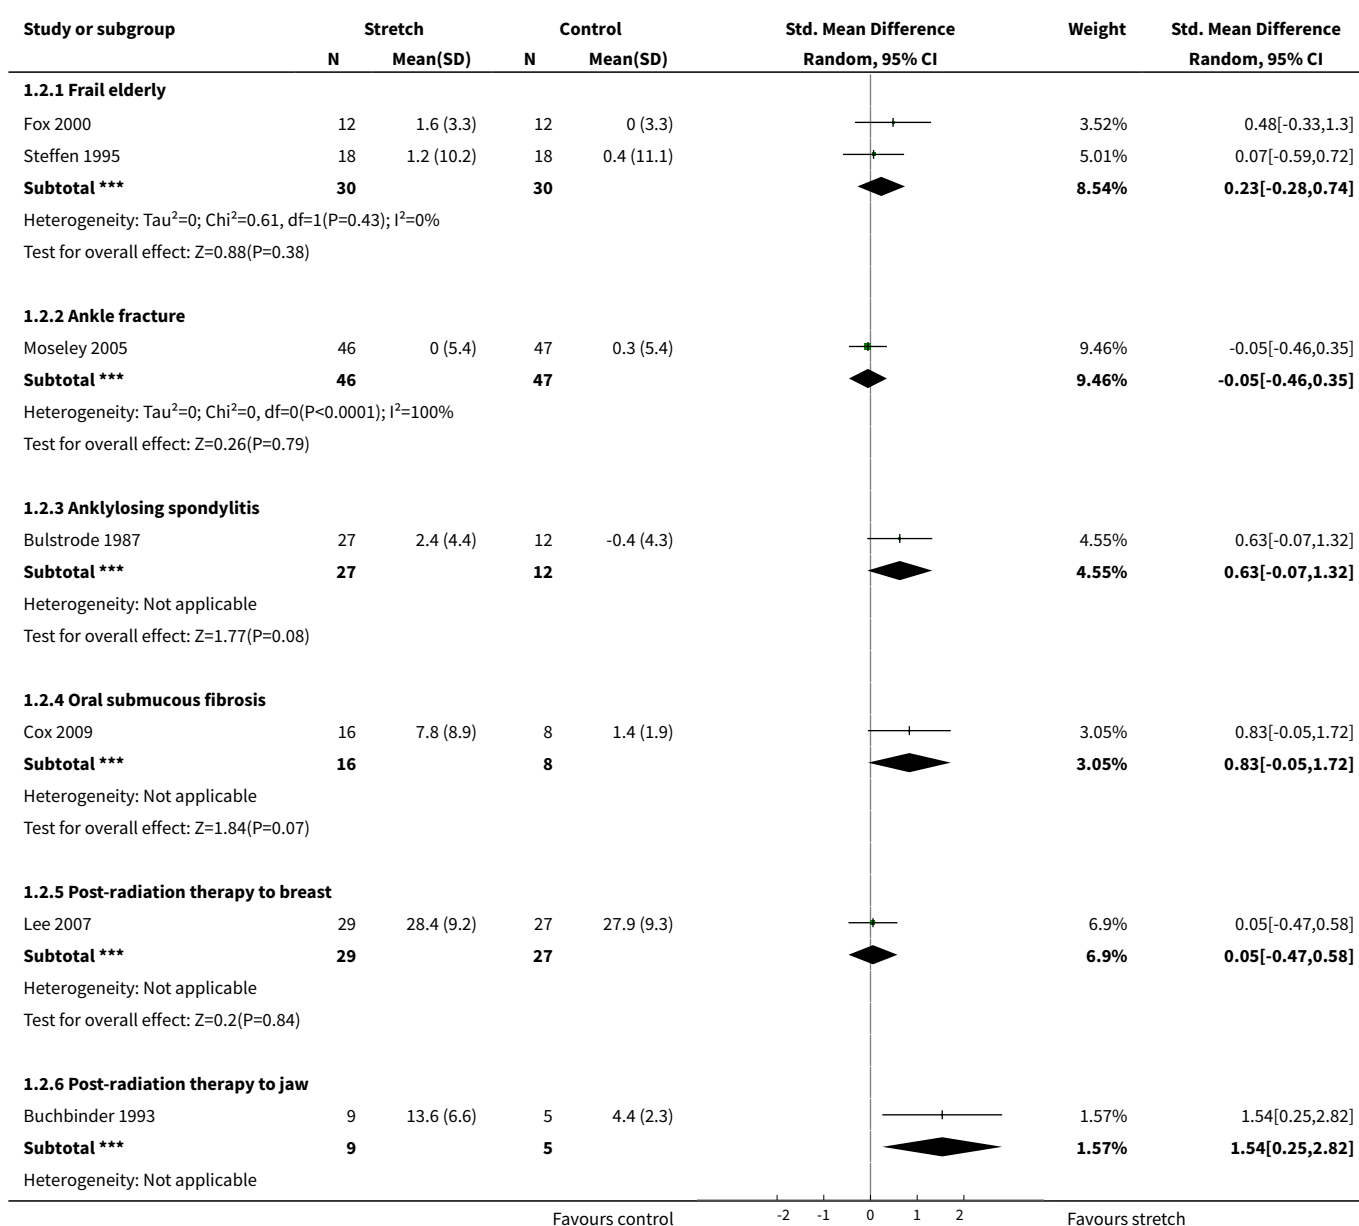 Study or subgroup Stretch Control Std. Mean Difference Weight Std. Mean Difference
N Mean(SD) N Mean(SD) Random, 95% CI Random, 95% CI
1.2.1 Frail elderly
Fox 2000 12 1.6 (3.3) 12 0 (3.3) 3.52% 0.48[-0.33,1.3]
Steffen 1995 18 1.2 (10.2) 18 0.4 (11.1) 5.01% 0.07[-0.59,0.72]
Subtotal *** 30 30 8.54% 0.23[-0.28,0.74]
Heterogeneity: Tau²=0; Chi²=0.61, df=1(P=0.43); I²=0%
Test for overall effect: Z=0.88(P=0.38)
1.2.2 Ankle fracture
Moseley 2005 46 0 (5.4) 47 0.3 (5.4) 9.46% -0.05[-0.46,0.35]
Subtotal *** 46 47 9.46% -0.05[-0.46,0.35]
Heterogeneity: Tau²=0; Chi²=0, df=0(P<0.0001); I²=100%
Test for overall effect: Z=0.26(P=0.79)
1.2.3 Anklylosing spondylitis
Bulstrode 1987 27 2.4 (4.4) 12 -0.4 (4.3) 4.55% 0.63[-0.07,1.32]
Subtotal *** 27 12 4.55% 0.63[-0.07,1.32]
Heterogeneity: Not applicable
Test for overall effect: Z=1.77(P=0.08)
1.2.4 Oral submucous fibrosis
Cox 2009 16 7.8 (8.9) 8 1.4 (1.9) 3.05% 0.83[-0.05,1.72]
Subtotal *** 16 8 3.05% 0.83[-0.05,1.72]
Heterogeneity: Not applicable
Test for overall effect: Z=1.84(P=0.07)
1.2.5 Post-radiation therapy to breast
Lee 2007 29 28.4 (9.2) 27 27.9 (9.3) 6.9% 0.05[-0.47,0.58]
Subtotal *** 29 27 6.9% 0.05[-0.47,0.58]
Heterogeneity: Not applicable
Test for overall effect: Z=0.2(P=0.84)
1.2.6 Post-radiation therapy to jaw
Buchbinder 1993 9 13.6 (6.6) 5 4.4 (2.3) 1.57% 1.54[0.25,2.82]
Subtotal *** 9 5 1.57% 1.54[0.25,2.82]
Heterogeneity: Not applicable
Favours control -2 -1 0 1 2 Favours stretch